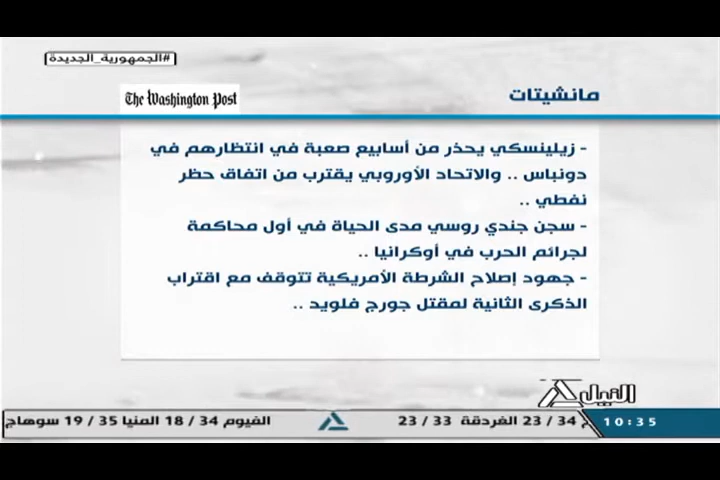 #الجمهورية_الجديدة
The Washington Post
مانشيتات
- زيلينسكي يحذر من أسابيع صعبة في انتظارهم في
دونباس .. والاتحاد الأوروبي يقترب من اتفاق حظر
نفطي ..
- سجن جندي روسي مدى الحياة في أول محاكمة
لجرائم الحرب في أوكرانيا ..
- جهود إصلاح الشرطة الأمريكية تتوقف مع اقتراب
الذكرى الثانية لمقتل جورج فلويد ..
النيل
10:35
34 / 23 الغردقة 33 / 23 الفيوم 34 / 18 المنيا 35 / 19 سوهاج